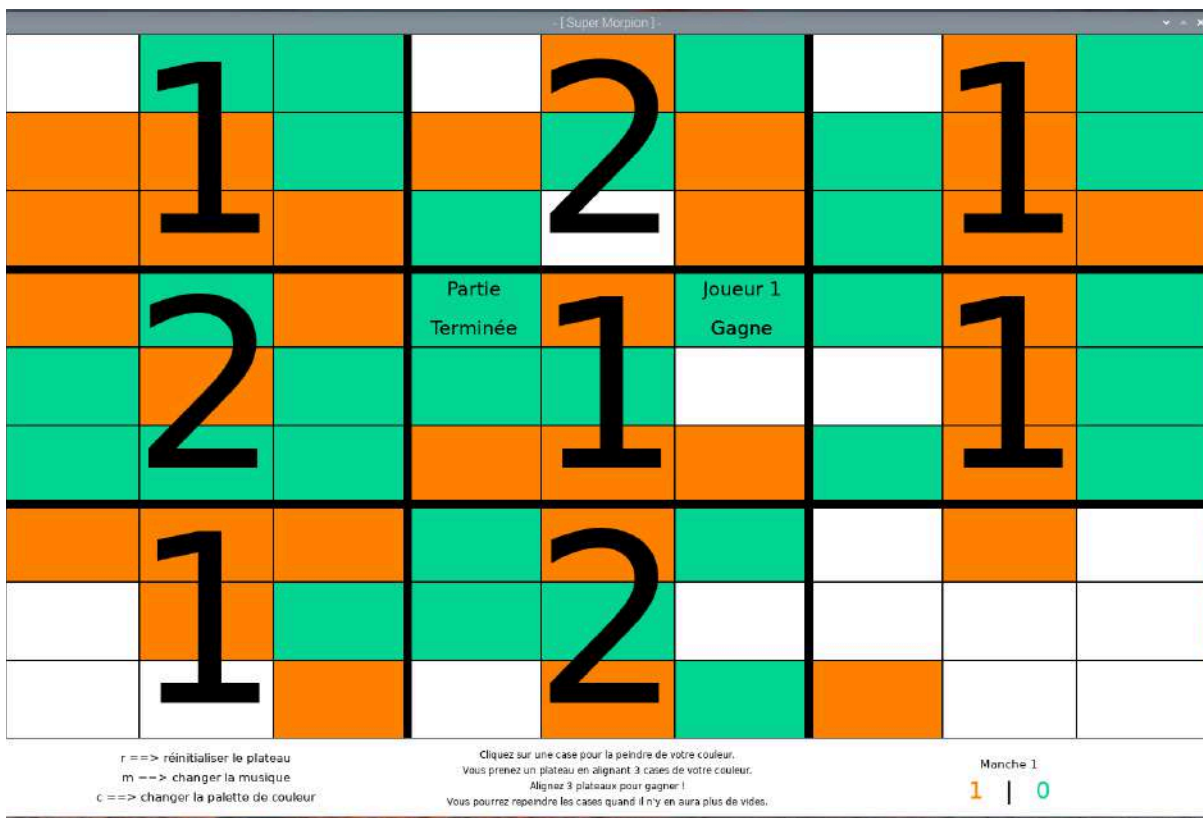 - [ Super Morpion ] -
1 2 1
2 1 1
Partie Joueur 1
Terminée Gagne
1 2
r ==> réinitialiser le plateau
m --> changer la musique
c ==> changer la palette de couleur
Cliquez sur une case pour la peindre de votre couleur.
Vous prenez un plateau en alignant 3 cases de votre couleur.
Alignez 3 plateaux pour gagner !
Vous pourrez repeindre les cases quand il n'y en aura plus de vides.
Manche 1
1 | 0